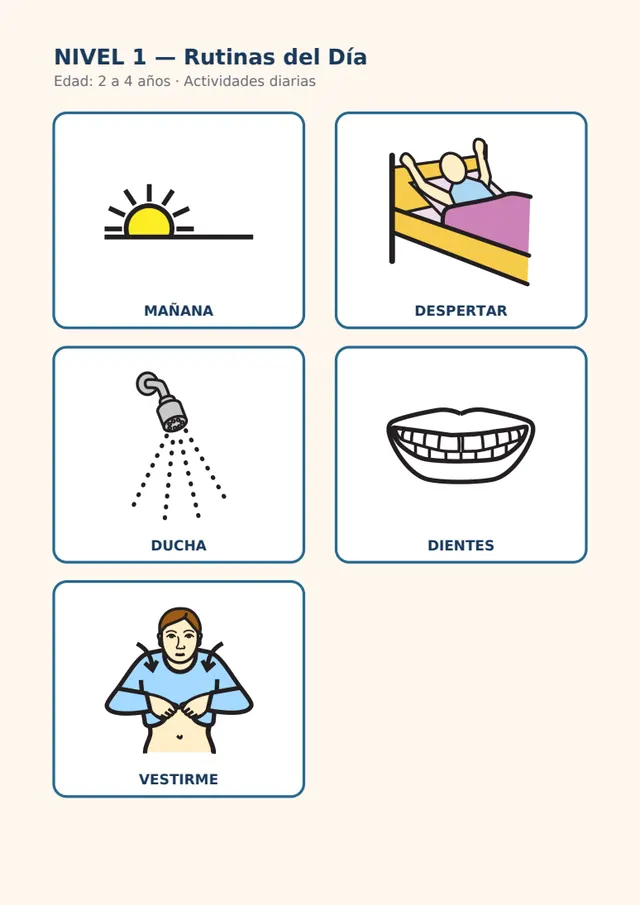 NIVEL 1 — Rutinas del Día
Edad: 2 a 4 años · Actividades diarias
MAÑANA
DESPERTAR
DUCHA
DIENTES
VESTIRME